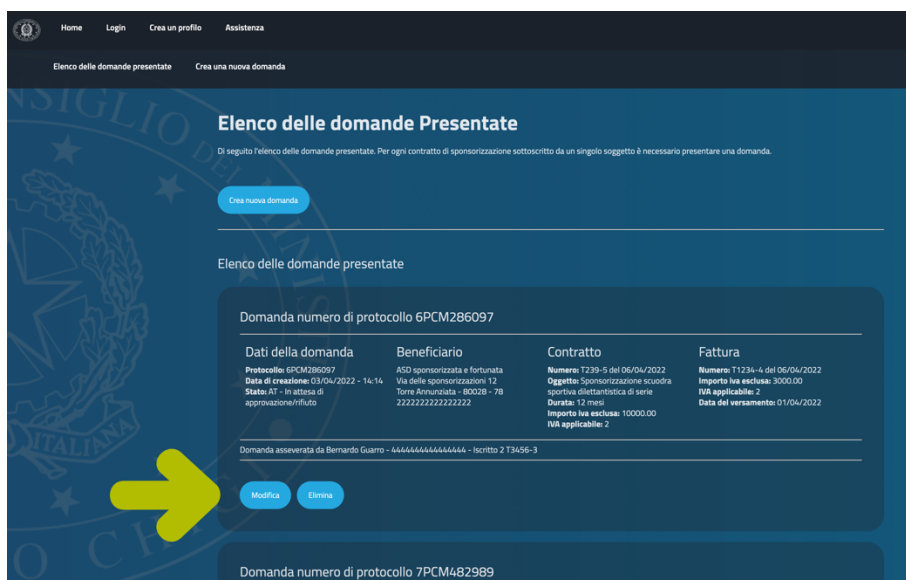 Home Login Crea un profilo Assistenza
Elenco delle domande presentate Crea una nuova domanda
Elenco delle domande Presentate
Di seguito l'elenco delle domande presentate. Per ogni contratto di sponsorizzazione sottoscritto da un singolo soggetto è necessario presentare una domanda.
Crea nuova domanda
Elenco delle domande presentate
Domanda numero di protocollo 6PCM286097
Dati della domanda
Protocollo: 6PCM286097
Data di creazione: 03/04/2022 - 14:14
Stato: AT - In attesa di
approvazione/rifiuto
Beneficiario
ASD sponsorizzata e fortunata
Via delle sponsorizzazioni 12
Torre Annunziata - 80028 - 78
2222222222222222
Contratto
Numero: T239-5 del 06/04/2022
Oggetto: Sponsorizzazione scuodra
sportiva dilettantistica di serie
Durata: 12 mesi
Importo iva esclusa: 10000.00
IVA applicabile: 2
Fattura
Numero: T1234-4 del 06/04/2022
Importo iva esclusa: 3000.00
IVA applicabile: 2
Data del versamento: 01/04/2022
Domanda asseverata da Bernardo Guarro - 4444444444444444 - Iscritto 2 T3456-3
Modifica Elimina
Domanda numero di protocollo 7PCM482989